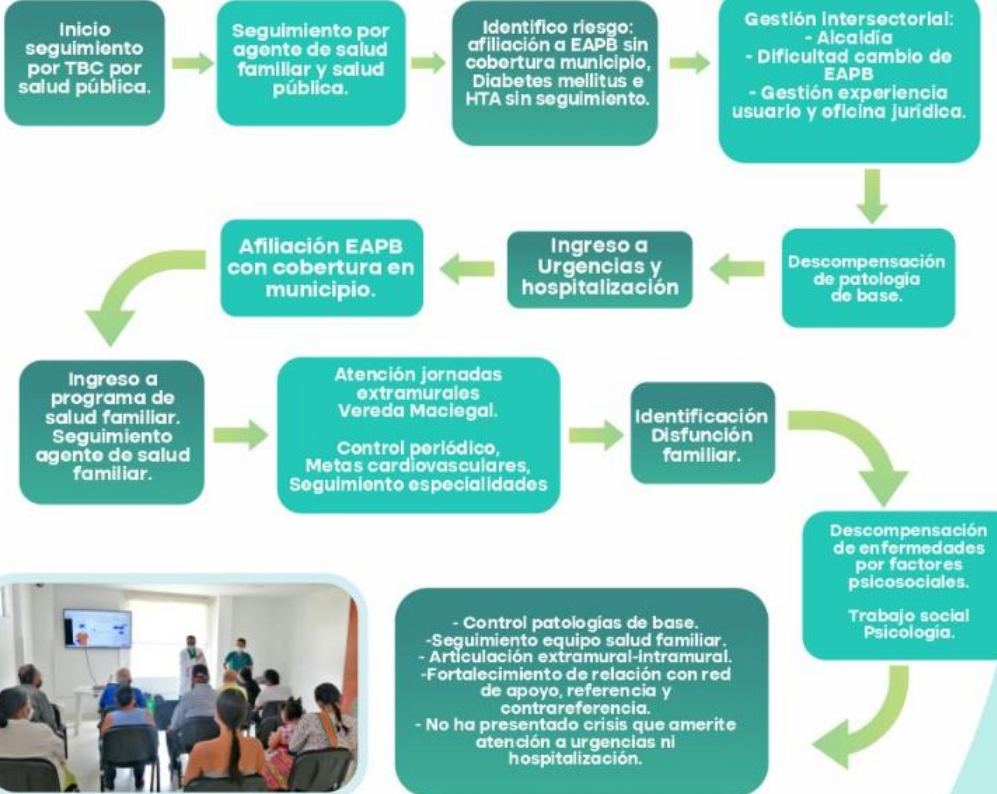 Inicio
seguimiento
por TBC por
salud pública.
Seguimiento por
agente de salud
familiar y salud
pública.
Identifico riesgo:
afiliación a EAPB sin
cobertura municipio,
Diabetes mellitus e
HTA sin seguimiento.
Gestión intersectorial:
- Alcaldía
- Dificultad cambio de
EAPB
- Gestión experiencia
usuario y oficina jurídica.
Descompensación
de patología
de base.
Ingreso a
Urgencias y
hospitalización
Afiliación EAPB
con cobertura en
municipio.
Ingreso a
programa de
salud familiar.
Seguimiento
agente de salud
familiar.
Atención jornadas
extramurales
Vereda Maciegal.
Control periódico,
Metas cardiovasculares,
Seguimiento especialidades
Identificación
Disfunción
familiar.
Descompensación
de enfermedades
por factores
psicosociales.
Trabajo social
Psicología.
- Control patologías de base.
-Seguimiento equipo salud familiar.
- Articulación extramural-intramural.
-Fortalecimiento de relación con red
de apoyo, referencia y
contrareferencia.
- No ha presentado crisis que amerite
atención a urgencias ni
hospitalización.